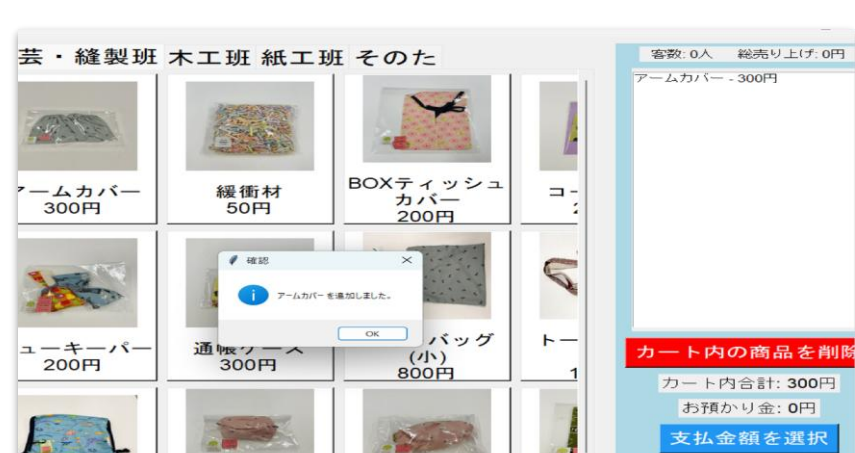 芸・縫製班 木工班 紙工班 そのた
客数: 0人 総売り上げ: 0円
アームカバー - 300円
アームカバー
300円
緩衝材
50円
BOXティッシュ
カバー
200円
コー
確認
アームカバー を追加しました。
OK
ューキーパー
200円
通帳ケース
300円
バッグ
(小)
800円
トー
1
カート内の商品を削除
カート内合計: 300円
お預かり金: 0円
支払金額を選択